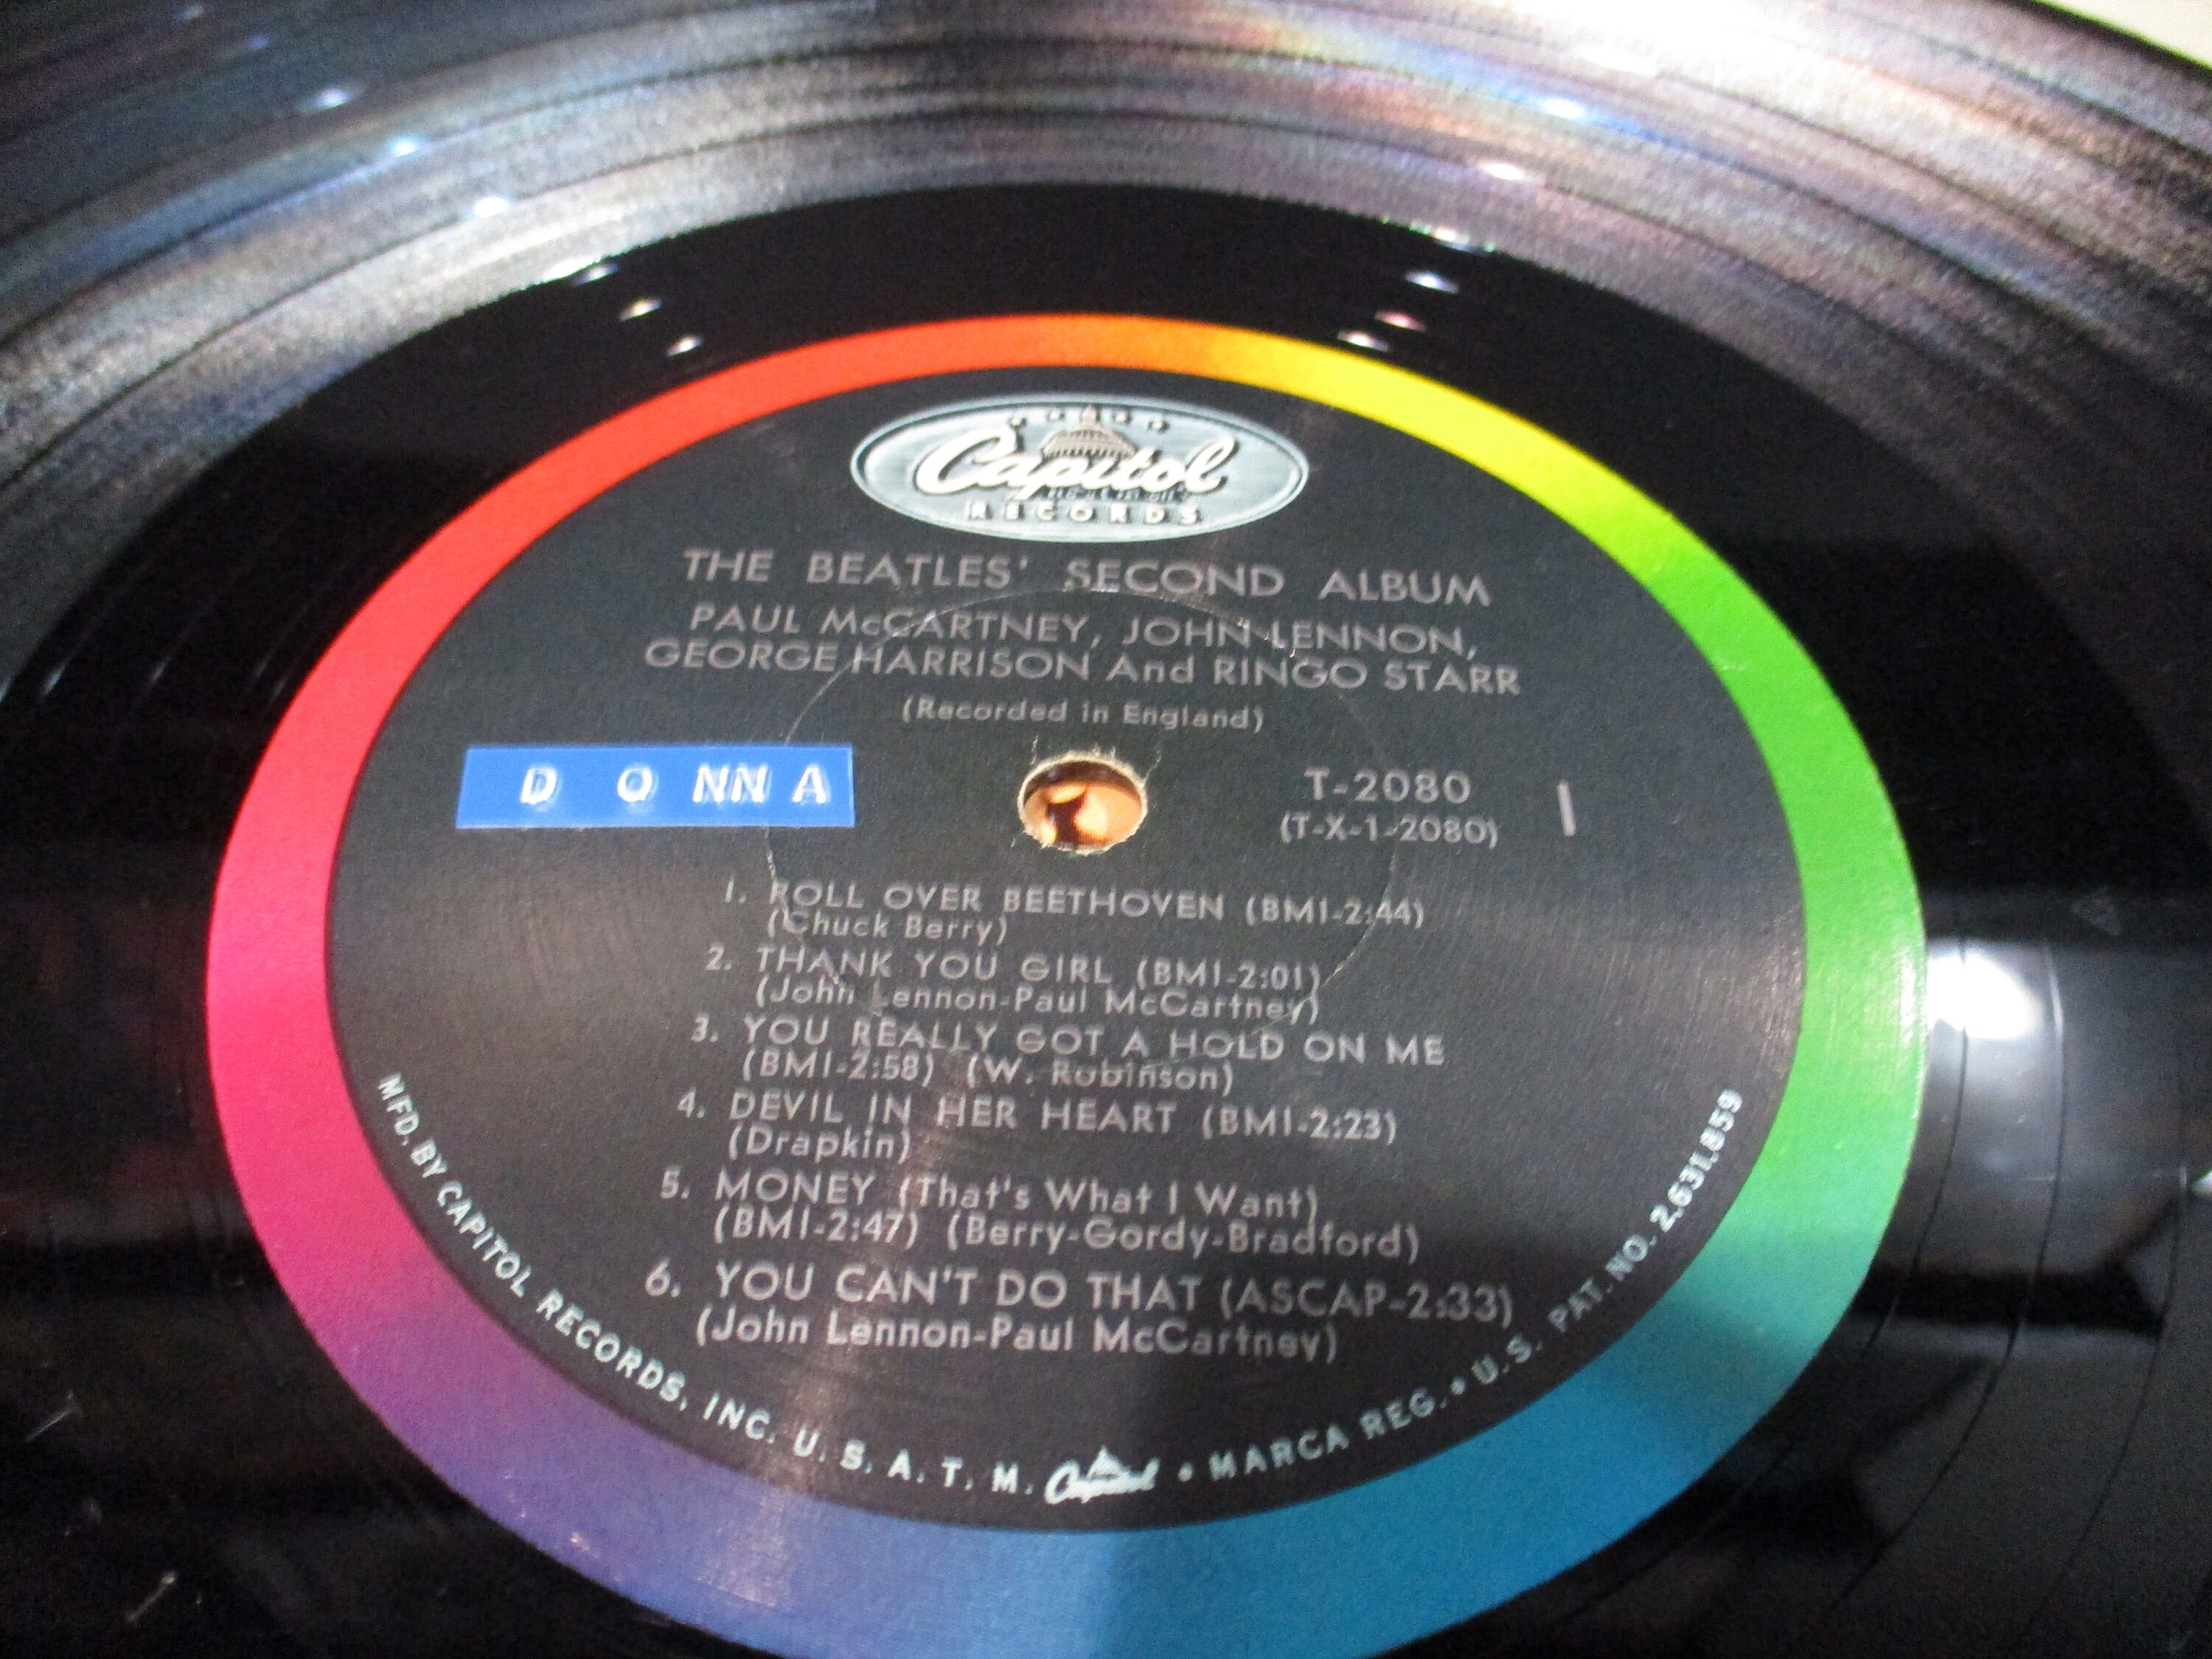 Capitol
RECORDS
THE BEATLES' SECOND ALBUM
PAUL McCARTNEY, JOHN LENNON,
GEORGE HARRISON And RINGO STARR
(Recorded in England)
D O NN A
T-2080
(T-X-1-2080)
1
1. ROLL OVER BEETHOVEN (BMI-2:44)
(Chuck Berry)
2. THANK YOU GIRL (BMI-2:01)
(John Lennon-Paul McCartney)
3. YOU REALLY GOT A HOLD ON ME
(BMI-2:58) (W. Robinson)
4. DEVIL IN HER HEART (BMI-2:23)
(Drapkin)
5. MONEY (That's What I Want)
(BMI-2:47) (Berry-Gordy-Bradford)
6. YOU CAN'T DO THAT (ASCAP-2:33)
(John Lennon-Paul McCartney)
MFD. BY CAPITOL RECORDS, INC. U. S. A. T. M. Capitol • MARCA REG. • U.S. PAT. NO. 2,631,859